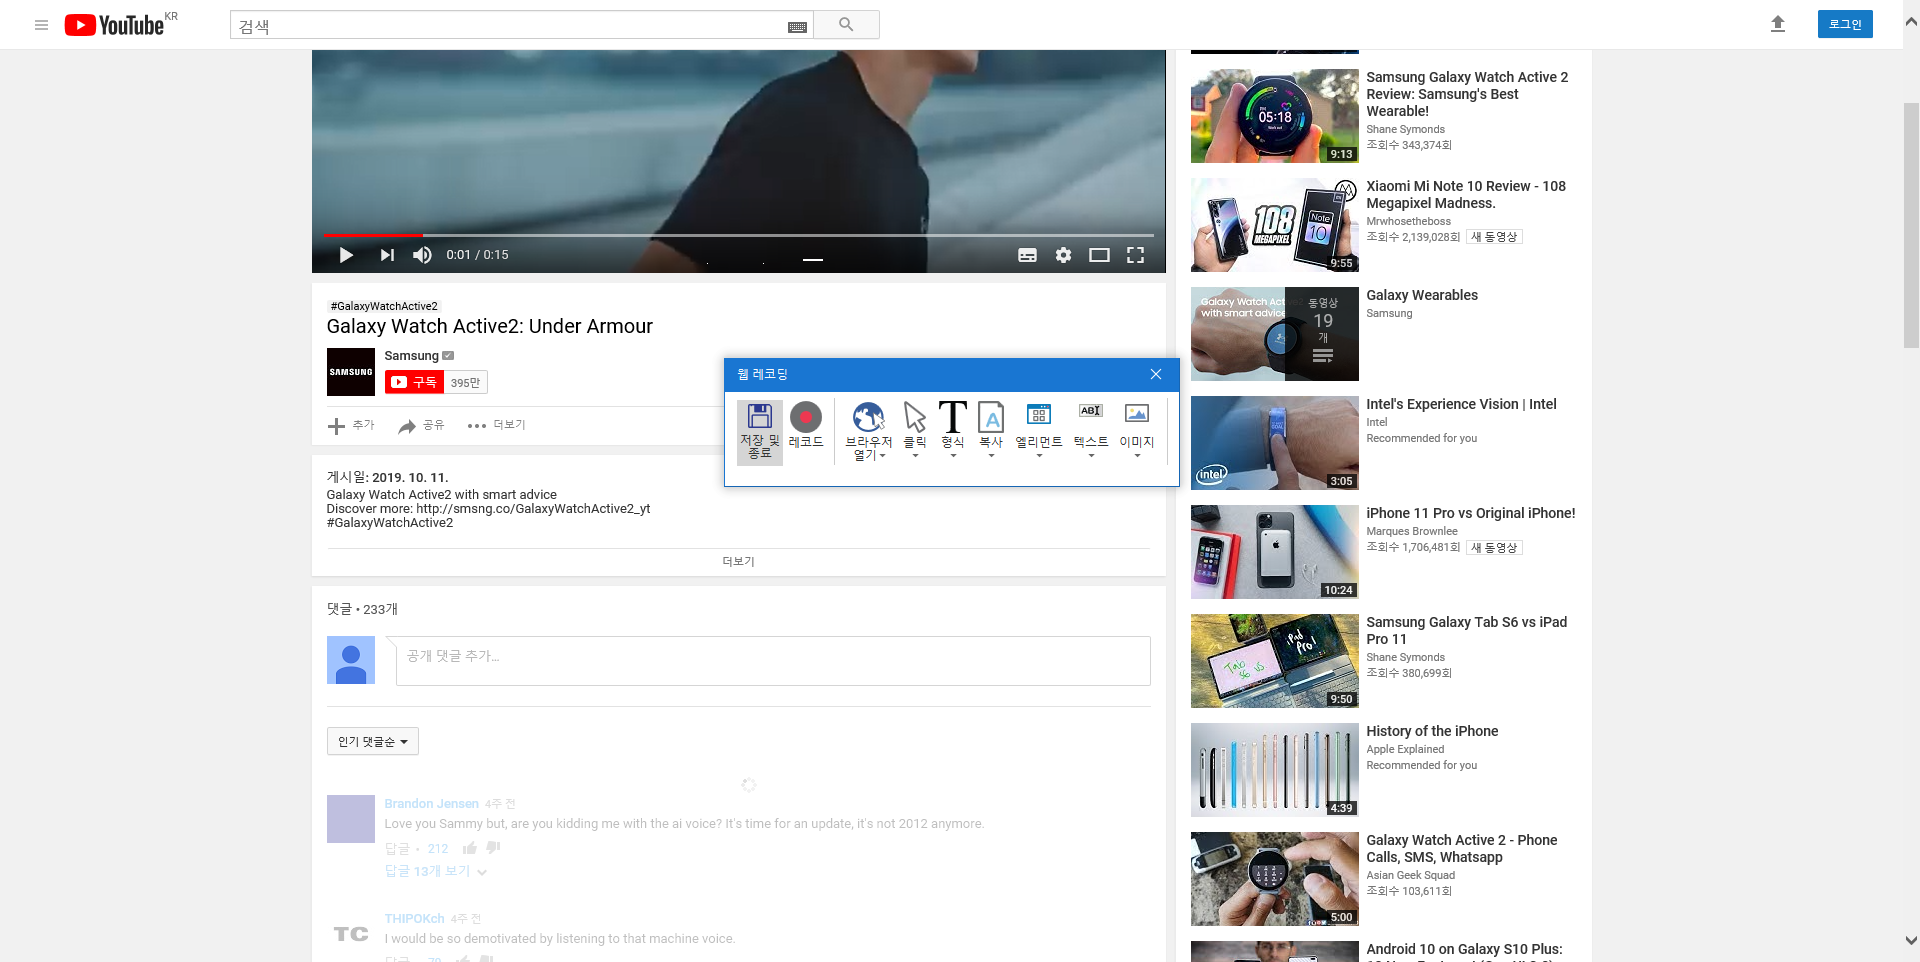 YouTube KR
검색
로그인
0:01 / 0:15
#GalaxyWatchActive2
Galaxy Watch Active2: Under Armour
SAMSUNG
Samsung
구독 395만
추가 공유 더보기
게시일: 2019. 10. 11.
Galaxy Watch Active2 with smart advice
Discover more: http://smsng.co/GalaxyWatchActive2_yt
#GalaxyWatchActive2
더보기
댓글 • 233개
공개 댓글 추가...
인기 댓글순
Brandon Jensen 4주 전
Love you Sammy but, are you kidding me with the ai voice? It's time for an update, it's not 2012 anymore.
답글 • 212
답글 13개 보기
TC
THIPOKch 4주 전
I would be so demotivated by listening to that machine voice.
답글 70
웹 레코딩
저장 및
종료
레코드
브라우저
열기
클릭
형식
복사
엘리먼트
텍스트
이미지
05:18
9:13
Samsung Galaxy Watch Active 2
Review: Samsung's Best
Wearable!
Shane Symonds
조회수 343,374회
108
MEGAPIXEL
Note
10
9:55
Xiaomi Mi Note 10 Review - 108
Megapixel Madness.
Mrwhosetheboss
조회수 2,139,028회 새 동영상
Galaxy Watch Act
with smart advice
동영상
19
개
Galaxy Wearables
Samsung
intel
3:05
Intel's Experience Vision | Intel
Intel
Recommended for you
10:24
iPhone 11 Pro vs Original iPhone!
Marques Brownlee
조회수 1,706,481회 새 동영상
Tab
S6 vs
iPad
Pro!
9:50
Samsung Galaxy Tab S6 vs iPad
Pro 11
Shane Symonds
조회수 380,699회
4:39
History of the iPhone
Apple Explained
Recommended for you
5:00
Galaxy Watch Active 2 - Phone
Calls, SMS, Whatsapp
Asian Geek Squad
조회수 103,611회
Android 10 on Galaxy S10 Plus: